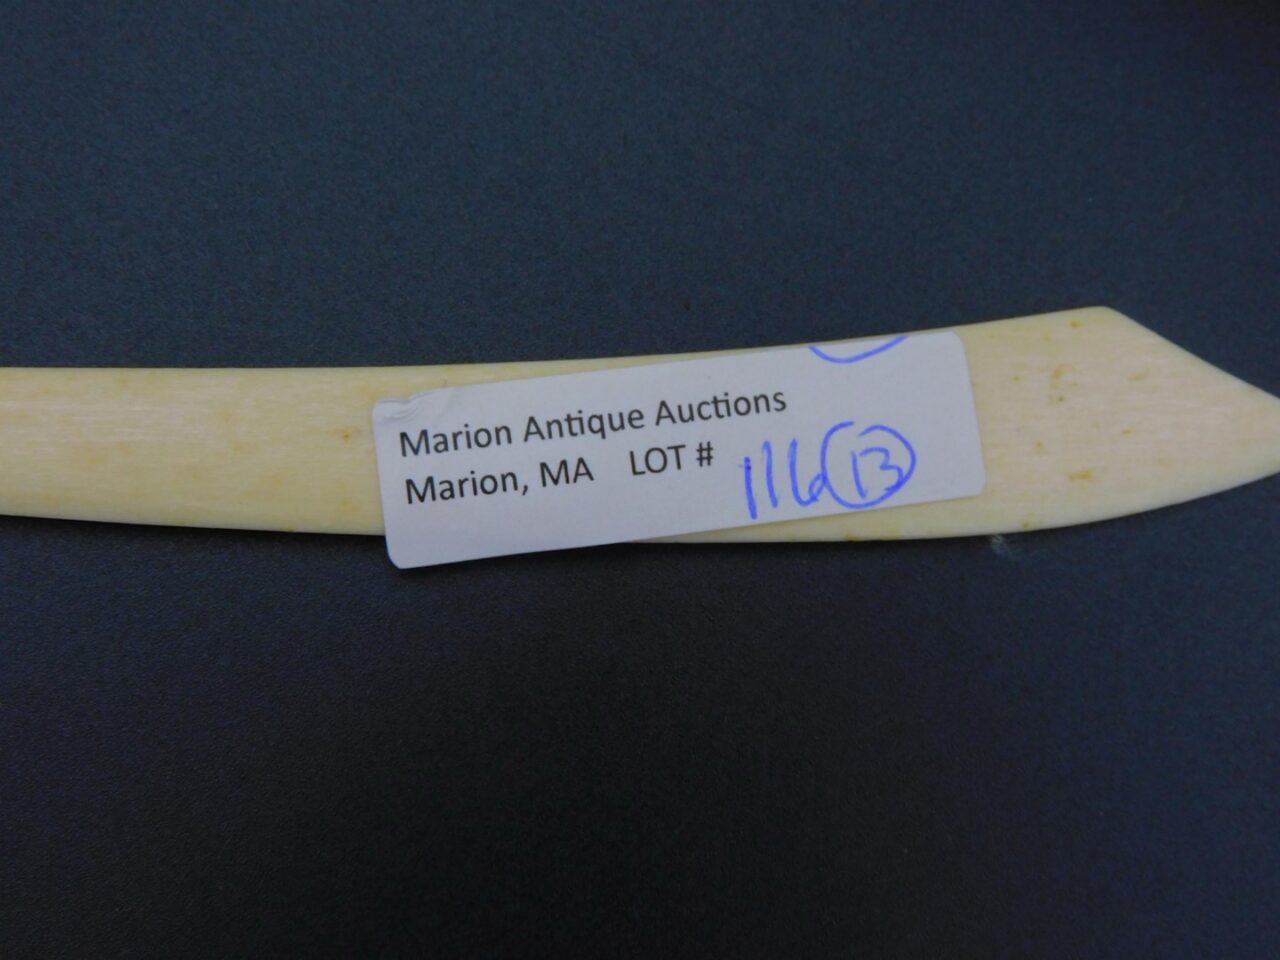 Marion Antique Auctions
Marion, MA LOT # 116 13